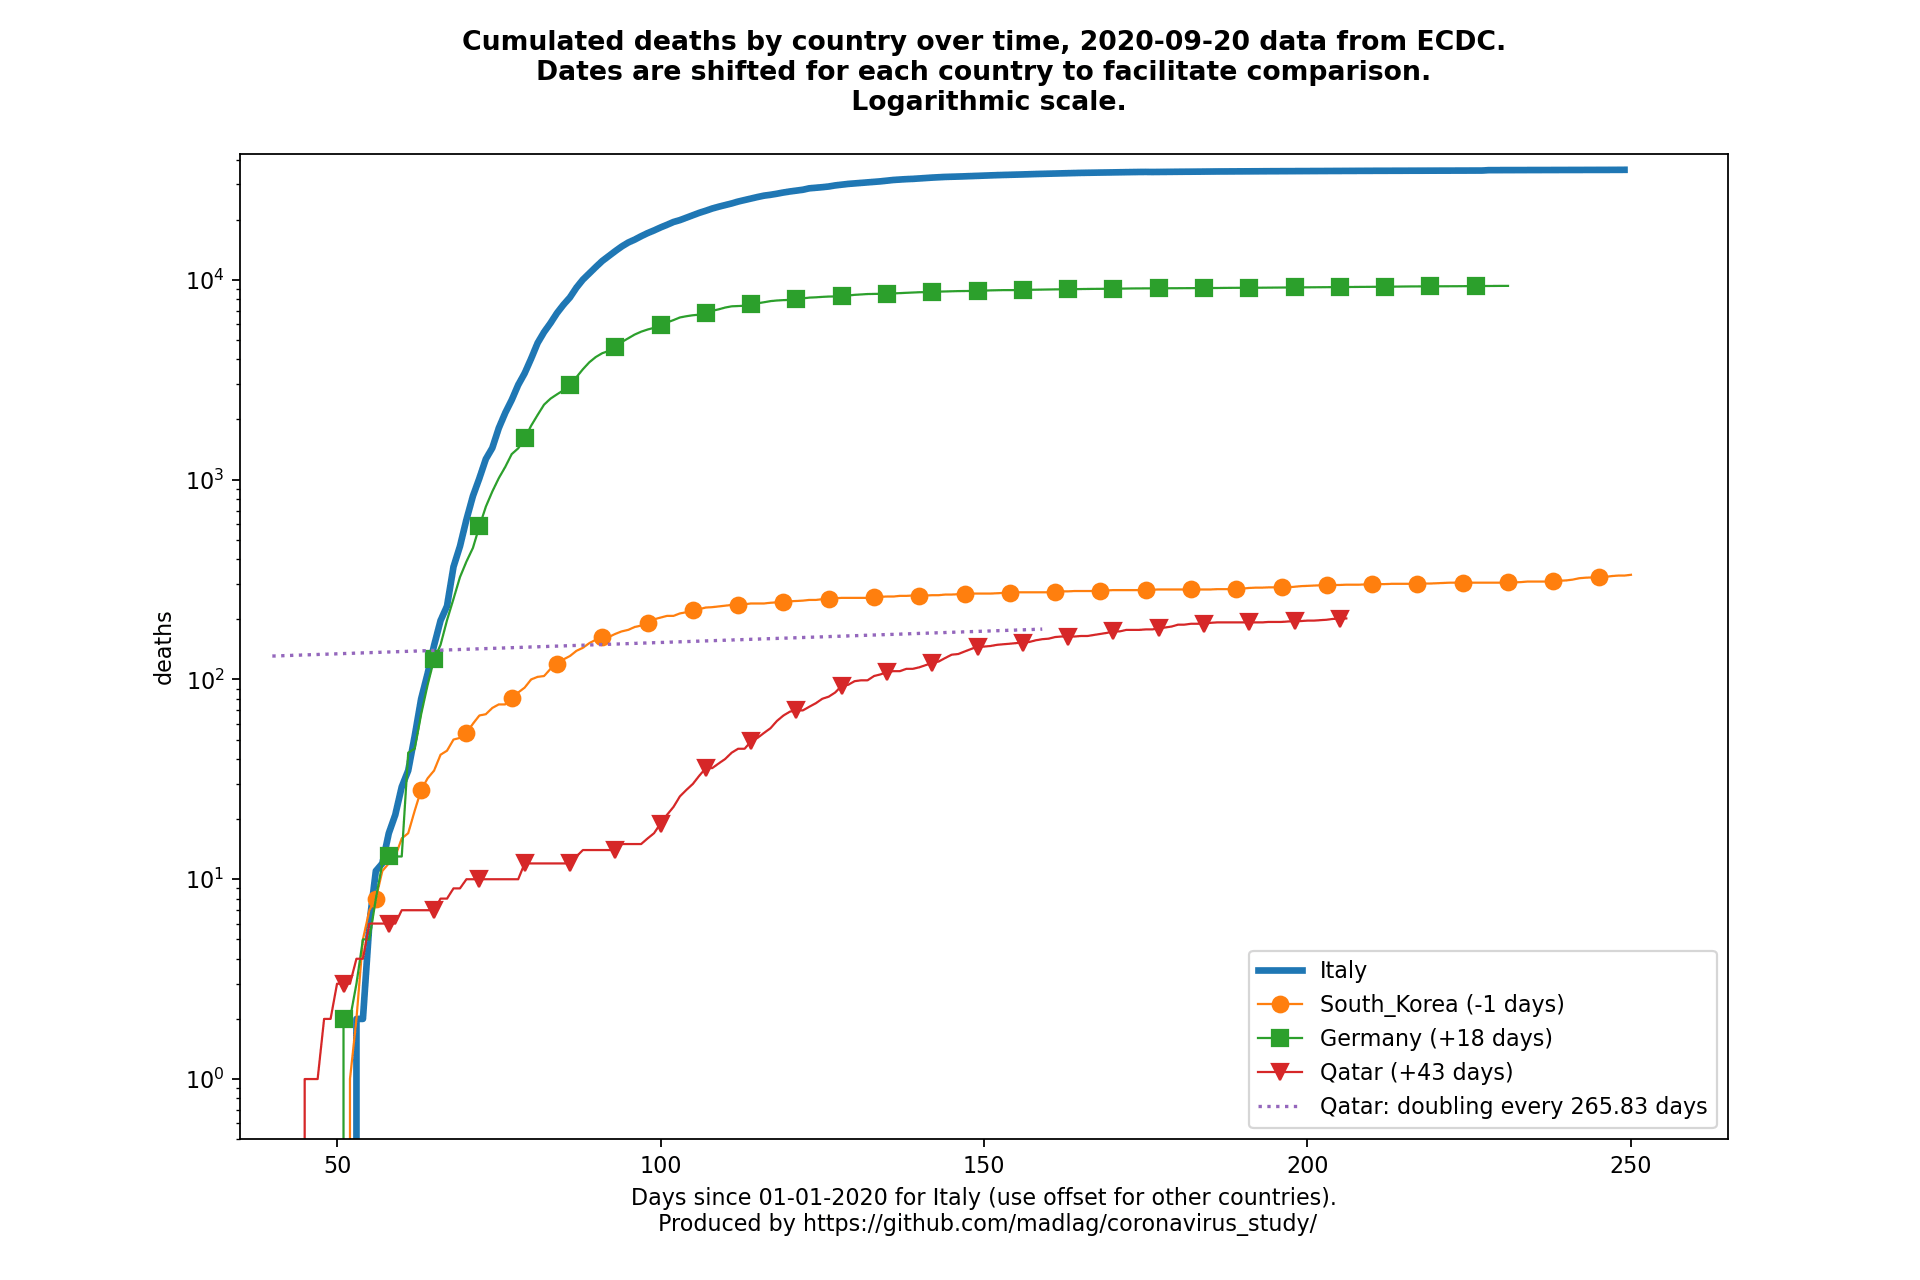 Cumulated deaths by country over time, 2020-09-20 data from ECDC.
Dates are shifted for each country to facilitate comparison.
Logarithmic scale.
10⁴
10³
10²
10¹
10⁰
deaths
Italy
South_Korea (-1 days)
Germany (+18 days)
Qatar (+43 days)
Qatar: doubling every 265.83 days
50 100 150 200 250
Days since 01-01-2020 for Italy (use offset for other countries).
Produced by https://github.com/madlag/coronavirus_study/